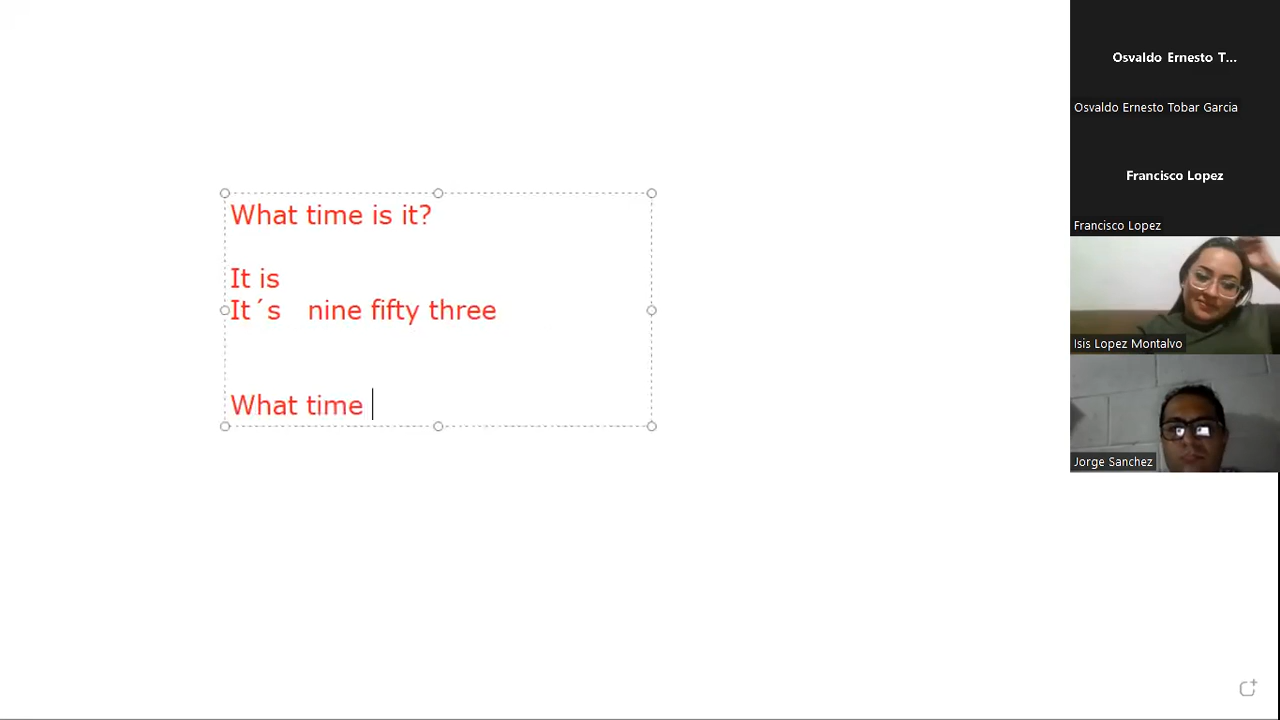 What time is it?
It is
It´s nine fifty three
What time
Osvaldo Ernesto T...
Osvaldo Ernesto Tobar Garcia
Francisco Lopez
Francisco Lopez
Isis Lopez Montalvo
Jorge Sanchez